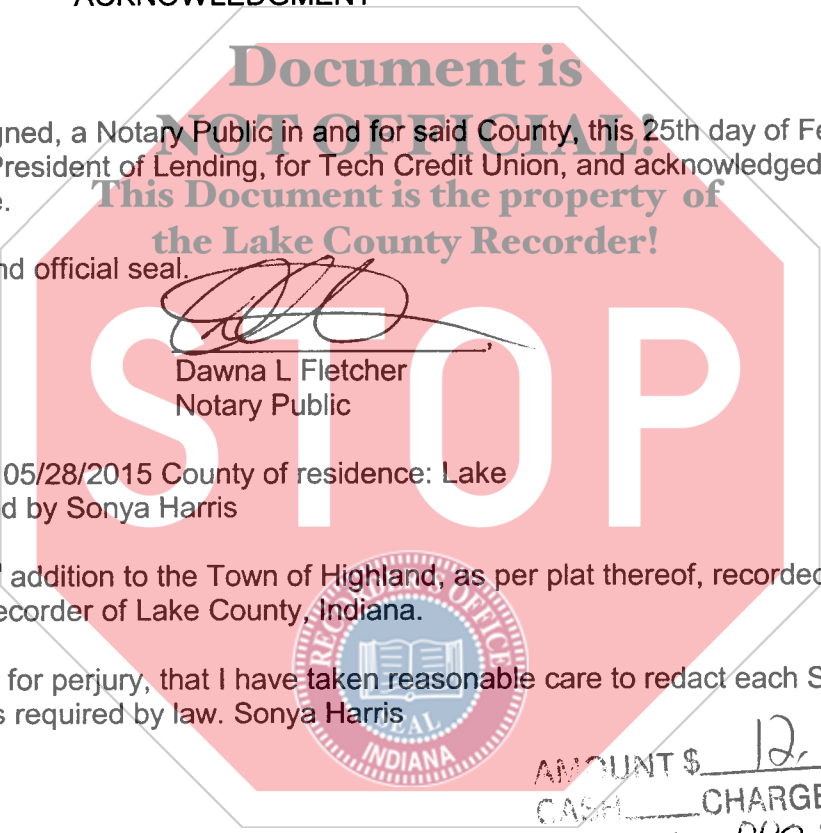 ACKNOWLEDGMENT
Document is
NOT OFFICIAL!
gned, a Notary Public in and for said County, this 25th day of Fe
President of Lending, for Tech Credit Union, and acknowledged
This Document is the property of
e.
the Lake County Recorder!
nd official seal.
STOP
Dawna L Fletcher
Notary Public
05/28/2015 County of residence: Lake
d by Sonya Harris
addition to the Town of Highland, as per plat thereof, recorded
ecorder of Lake County, Indiana.
RECORDER'S OFFICE
SEAL
INDIANA
for perjury, that I have taken reasonable care to redact each S
s required by law. Sonya Harris
AMOUNT $ 12.
CASH CHARGE